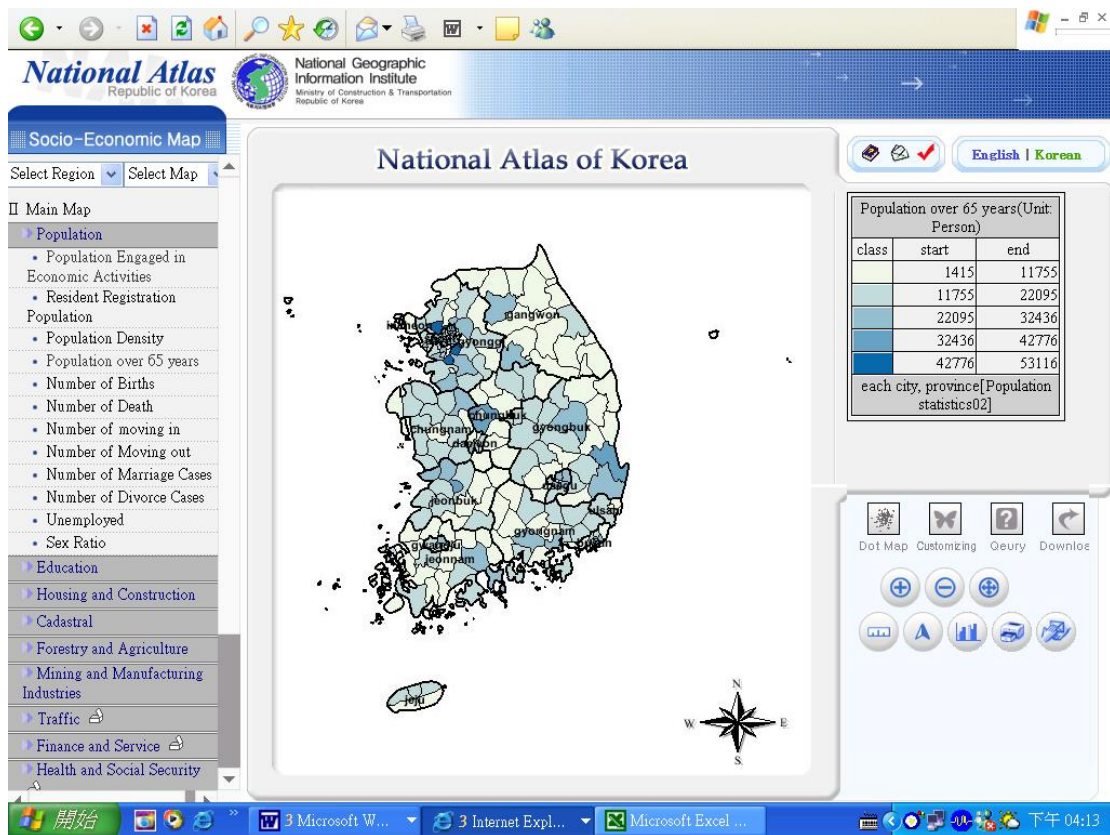 National Atlas
Republic of Korea
National Geographic
Information Institute
Ministry of Construction & Transportation
Republic of Korea
Socio-Economic Map
Select Region
Select Map
II Main Map
Population
Population Engaged in
Economic Activities
Resident Registration
Population
Population Density
Population over 65 years
Number of Births
Number of Death
Number of moving in
Number of Moving out
Number of Marriage Cases
Number of Divorce Cases
Unemployed
Sex Ratio
Education
Housing and Construction
Cadastral
Forestry and Agriculture
Mining and Manufacturing
Industries
Traffic
Finance and Service
Health and Social Security
National Atlas of Korea
gangwon
chungbuk
chungnam
gyongbuk
daegu
jeonbuk
ulsan
gyongnam
gwangju
jeonnam
jeju
N
W E
S
English | Korean
Population over 65 years(Unit:
Person)
class start end
1415 11755
11755 22095
22095 32436
32436 42776
42776 53116
each city, province[Population
statistics02]
Dot Map Customizing Qeury Downloa
開始
3 Microsoft W...
3 Internet Expl...
Microsoft Excel ...
下午 04:13